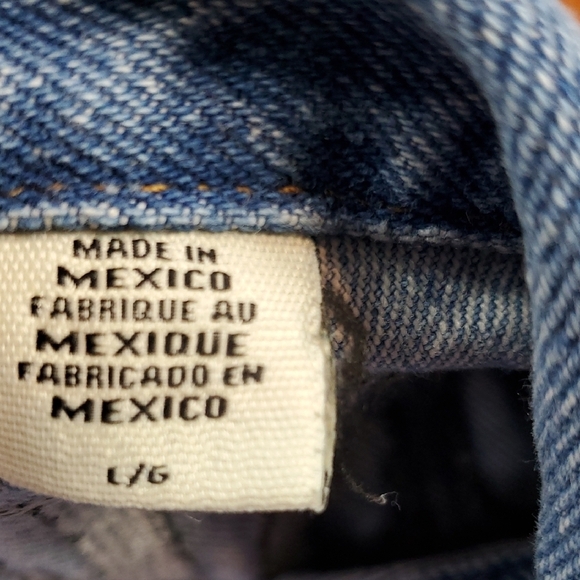 MADE IN
MEXICO
FABRIQUE AU
MEXIQUE
FABRICADO EN
MEXICO
L/G